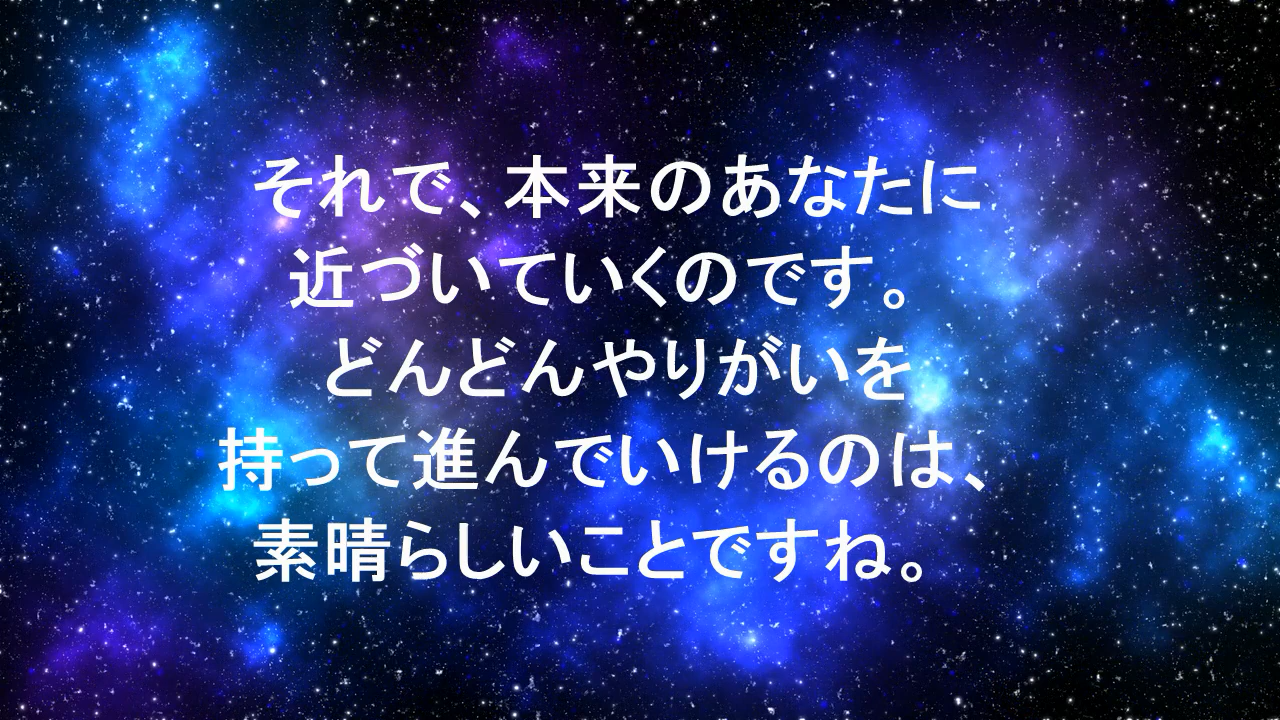 それで、本来のあなたに
近づいていくのです。
どんどんやりがいを
持って進んでいけるのは、
素晴らしいことですね。